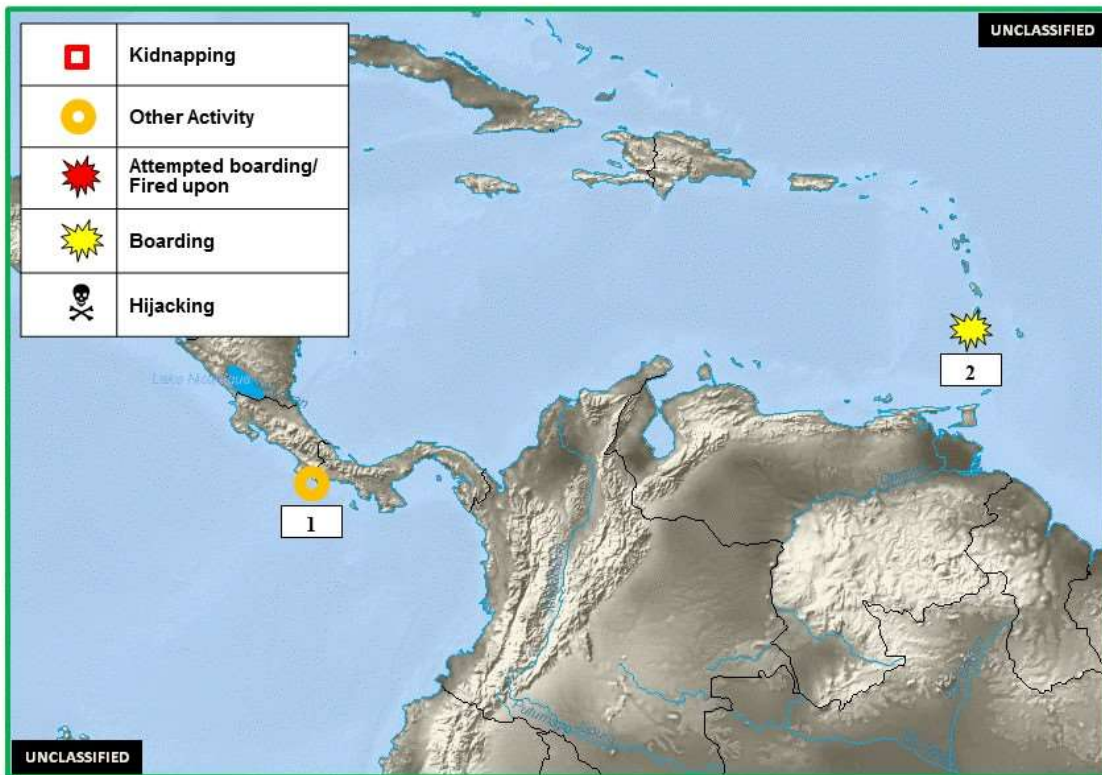 UNCLASSIFIED
Kidnapping
Other Activity
Attempted boarding/
Fired upon
Boarding
Hijacking
2
1
UNCLASSIFIED